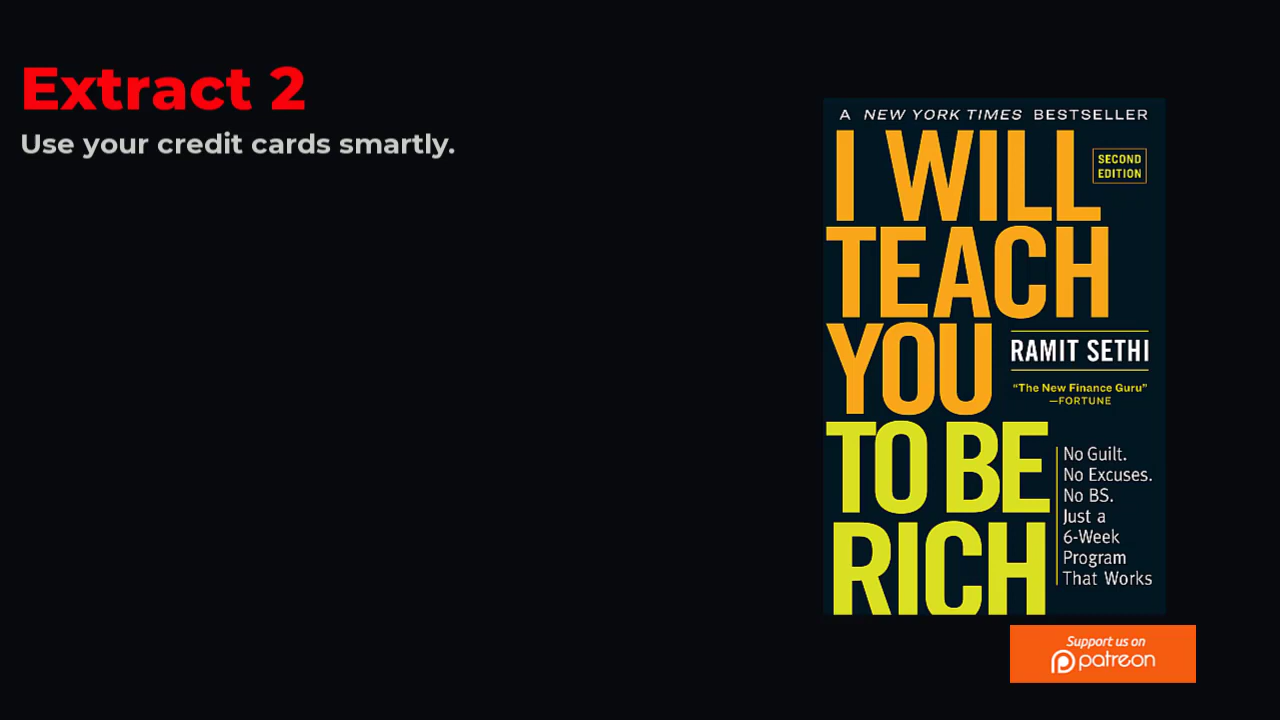 Extract 2
Use your credit cards smartly.
A NEW YORK TIMES BESTSELLER
I WILL
SECOND
EDITION
TEACH
YOU
RAMIT SETHI
“The New Finance Guru”
—FORTUNE
TO BE
RICH
No Guilt.
No Excuses.
No BS.
Just a
6-Week
Program
That Works
Support us on
patreon